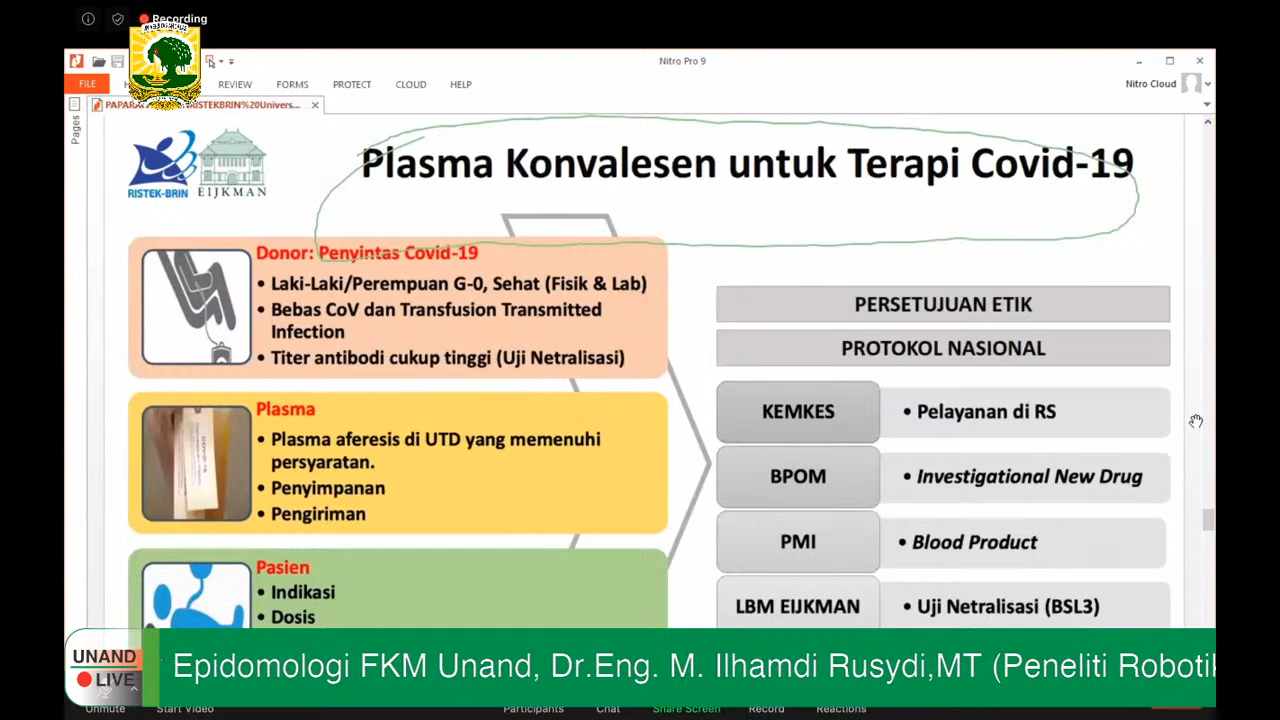 Recording
Nitro Pro 9
FILE
REVIEW
FORMS
PROTECT
CLOUD
HELP
Nitro Cloud
Pages
RISTEKBRIN%20Univers...
RISTEK-BRIN
EIJKMAN
Plasma Konvalesen untuk Terapi Covid-19
Donor: Penyintas Covid-19
• Laki-Laki/Perempuan G-0, Sehat (Fisik & Lab)
• Bebas CoV dan Transfusion Transmitted
Infection
• Titer antibodi cukup tinggi (Uji Netralisasi)
Plasma
• Plasma aferesis di UTD yang memenuhi
persyaratan.
• Penyimpanan
• Pengiriman
Pasien
• Indikasi
• Dosis
PERSETUJUAN ETIK
PROTOKOL NASIONAL
KEMKES
• Pelayanan di RS
BPOM
• Investigational New Drug
PMI
• Blood Product
LBM EIJKMAN
• Uji Netralisasi (BSL3)
UNAND
LIVE
Epidomologi FKM Unand, Dr.Eng. M. Ilhamdi Rusydi,MT (Peneliti Robotik
Unmute
Start Video
Participants
Chat
Share Screen
Record
Reactions